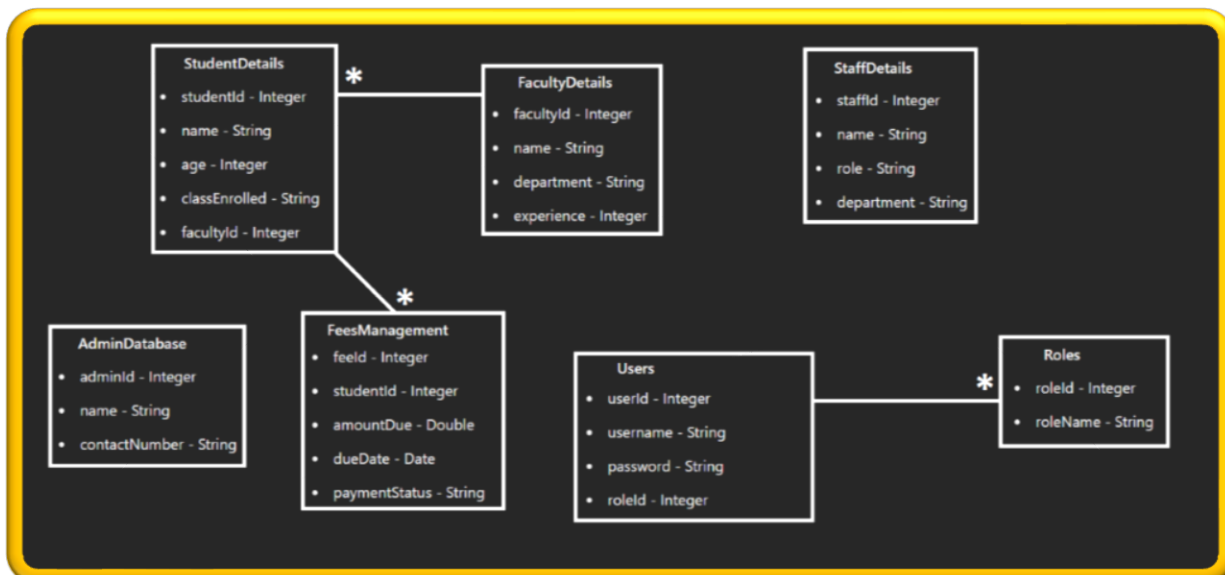 StudentDetails
• studentId - Integer
• name - String
• age - Integer
• classEnrolled - String
• facultyId - Integer
*
FacultyDetails
• facultyId - Integer
• name - String
• department - String
• experience - Integer
StaffDetails
• staffId - Integer
• name - String
• role - String
• department - String
AdminDatabase
• adminId - Integer
• name - String
• contactNumber - String
*
FeesManagement
• feeId - Integer
• studentId - Integer
• amountDue - Double
• dueDate - Date
• paymentStatus - String
Users
• userId - Integer
• username - String
• password - String
• roleId - Integer
*
Roles
• roleId - Integer
• roleName - String